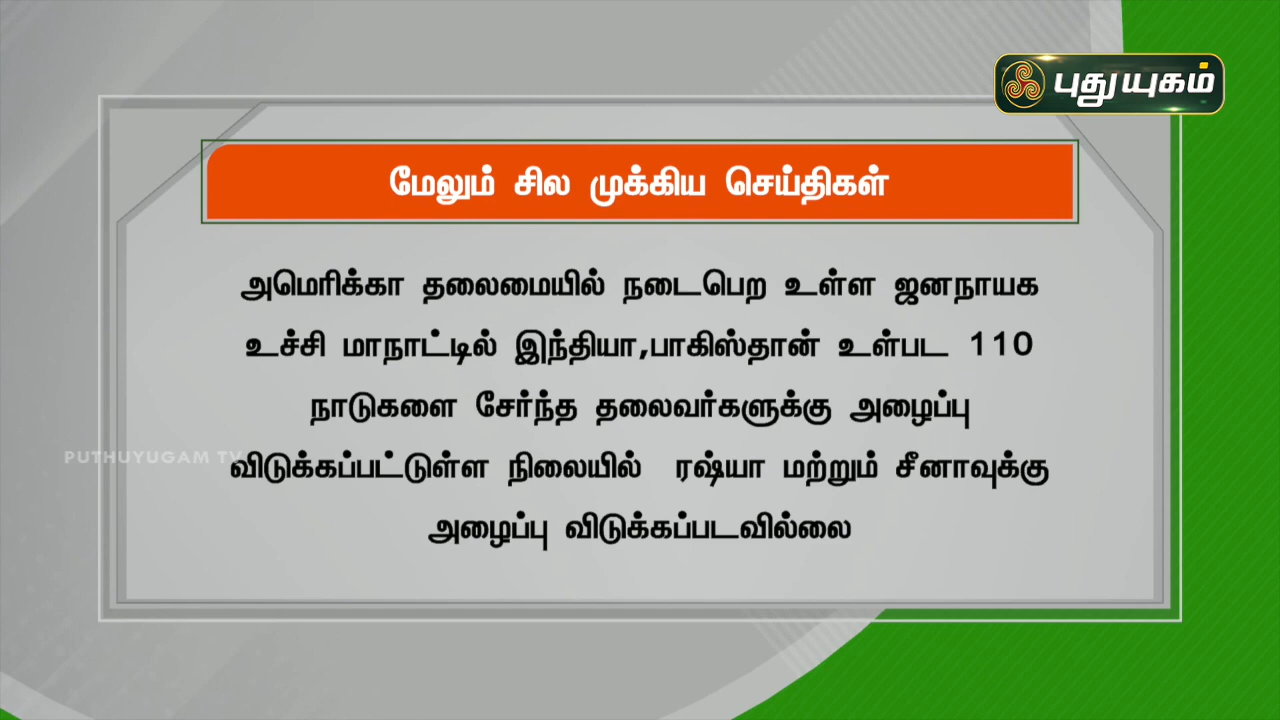 புதுயுகம்
மேலும் சில முக்கிய செய்திகள்
அமெரிக்கா தலைமையில் நடைபெற உள்ள ஜனநாயக
உச்சி மாநாட்டில் இந்தியா,பாகிஸ்தான் உள்பட 110
நாடுகளை சேர்ந்த தலைவர்களுக்கு அழைப்பு
PUTHUYUGAM TV
விடுக்கப்பட்டுள்ள நிலையில் ரஷ்யா மற்றும் சீனாவுக்கு
அழைப்பு விடுக்கப்படவில்லை